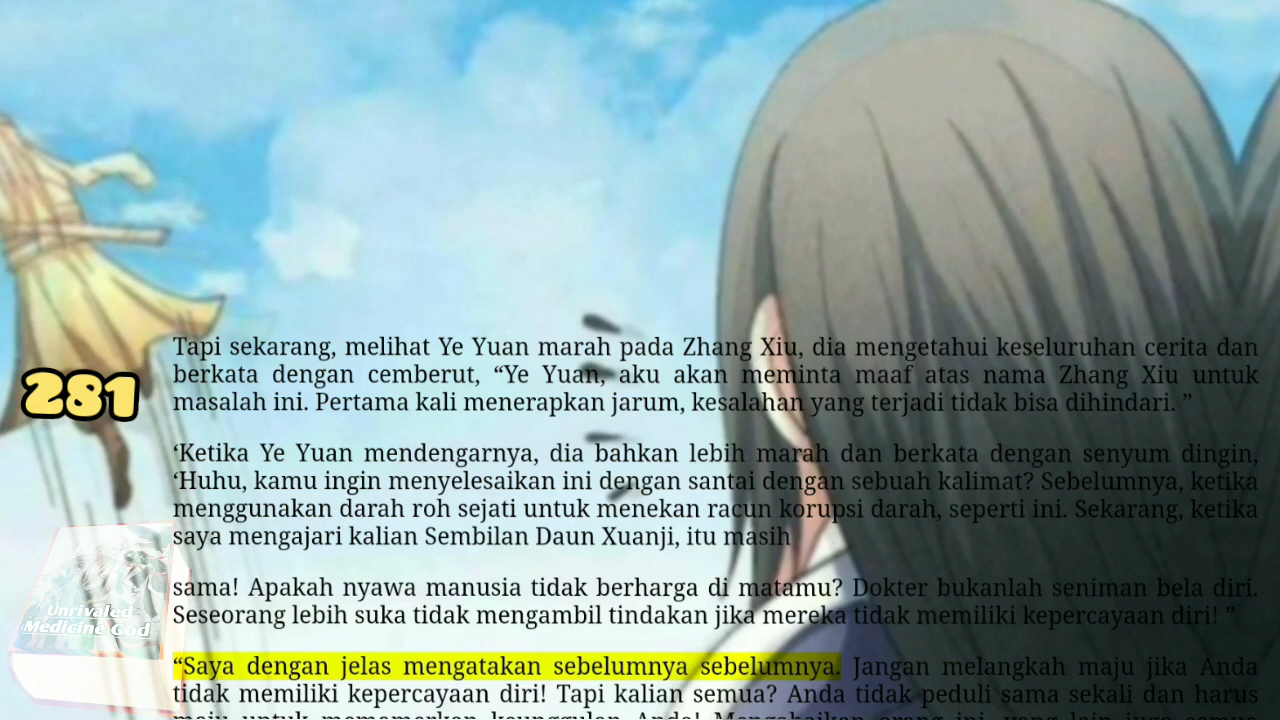 Tapi sekarang, melihat Ye Yuan marah pada Zhang Xiu, dia mengetahui keseluruhan cerita dan
berkata dengan cemberut, “Ye Yuan, aku akan meminta maaf atas nama Zhang Xiu untuk
masalah ini. Pertama kali menerapkan jarum, kesalahan yang terjadi tidak bisa dihindari. ”
281
‘Ketika Ye Yuan mendengarnya, dia bahkan lebih marah dan berkata dengan senyum dingin,
‘Huhu, kamu ingin menyelesaikan ini dengan santai dengan sebuah kalimat? Sebelumnya, ketika
menggunakan darah roh sejati untuk menekan racun korupsi darah, seperti ini. Sekarang, ketika
saya mengajari kalian Sembilan Daun Xuanji, itu masih
sama! Apakah nyawa manusia tidak berharga di matamu? Dokter bukanlah seniman bela diri.
Seseorang lebih suka tidak mengambil tindakan jika mereka tidak memiliki kepercayaan diri! ”
Unrivaled
Medicine God
“Saya dengan jelas mengatakan sebelumnya sebelumnya. Jangan melangkah maju jika Anda
tidak memiliki kepercayaan diri! Tapi kalian semua? Anda tidak peduli sama sekali dan harus